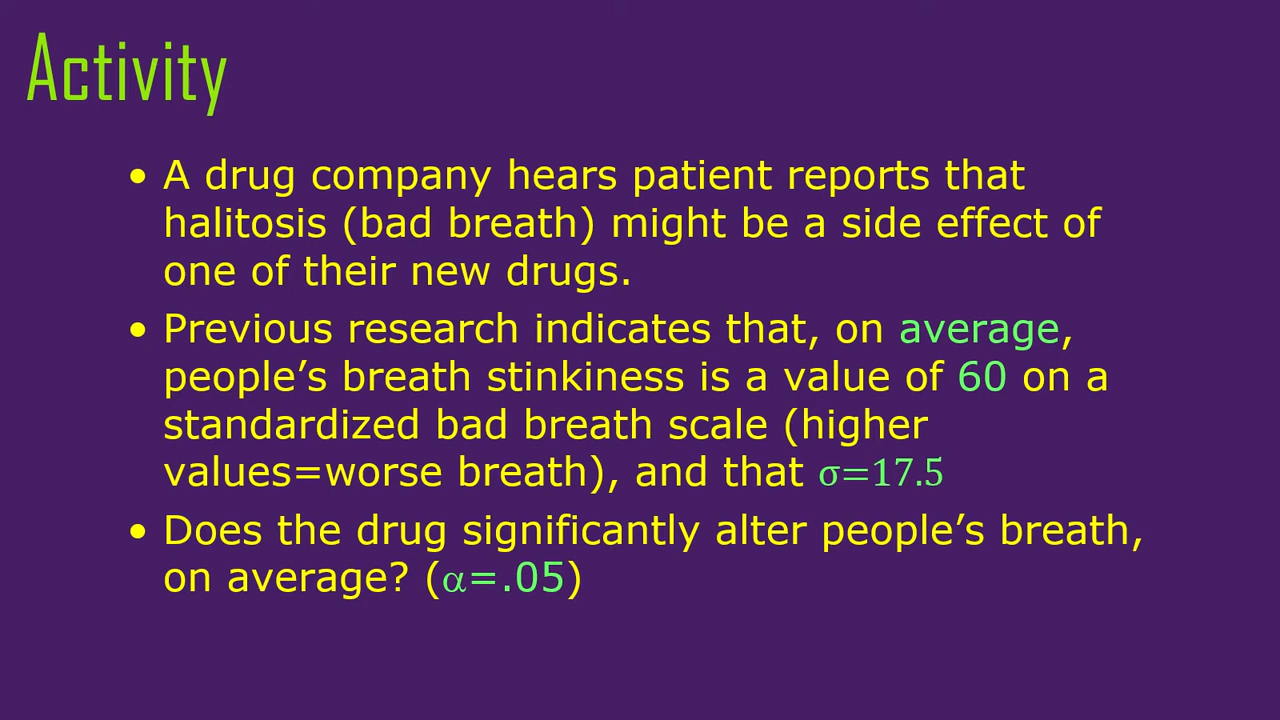 Activity
• A drug company hears patient reports that
halitosis (bad breath) might be a side effect of
one of their new drugs.
• Previous research indicates that, on average,
people’s breath stinkiness is a value of 60 on a
standardized bad breath scale (higher
values=worse breath), and that σ=17.5
• Does the drug significantly alter people’s breath,
on average? (α=.05)